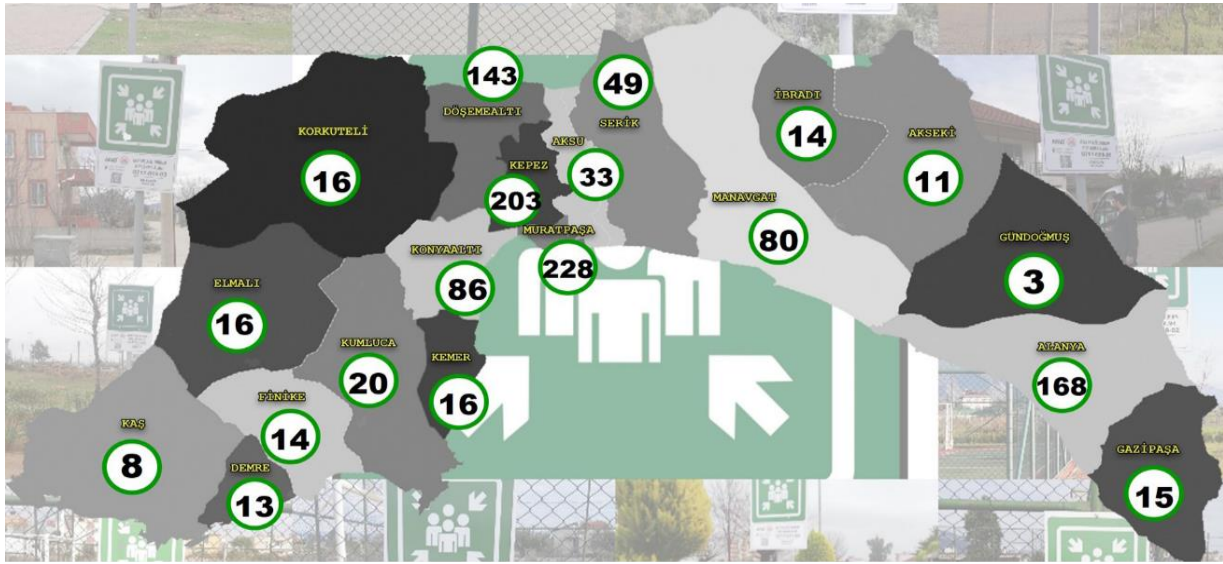 143
DÖŞEMEALTI
49
SERİK
İBRADI
14
AKSEKİ
11
KORKUTELİ
16
KEPEZ
203
AKSU
33
MANAVGAT
80
MURATPAŞA
228
GÜNDOĞMUŞ
3
KONYAALTI
86
ELMALI
16
KUMLUCA
20
KEMER
16
ALANYA
168
FİNİKE
14
KAŞ
8
DEMRE
13
GAZİPAŞA
15